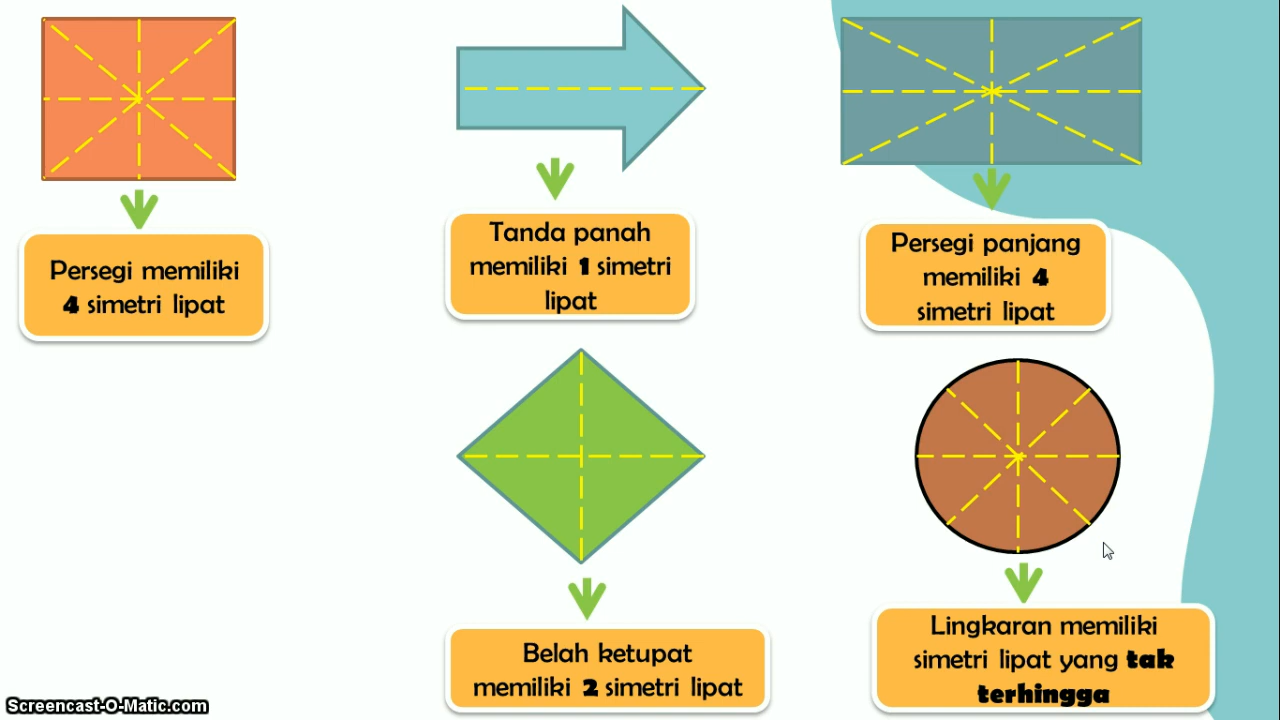 Persegi memiliki
4 simetri lipat
Tanda panah
memiliki 1 simetri
lipat
Persegi panjang
memiliki 4
simetri lipat
Belah ketupat
memiliki 2 simetri lipat
Lingkaran memiliki
simetri lipat yang tak
terhingga
Screencast-O-Matic.com